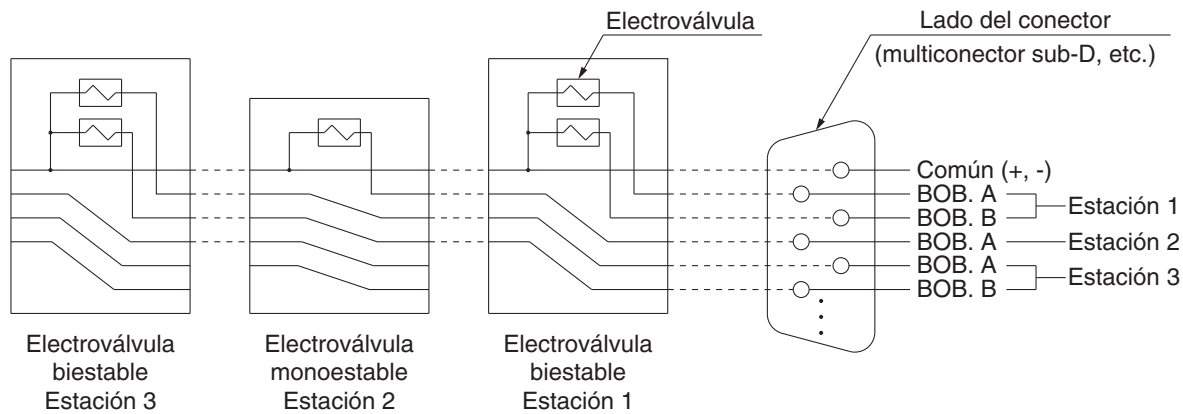 Electroválvula
Lado del conector
(multiconector sub-D, etc.)
Común (+, -)
BOB. A
BOB. B
Estación 1
BOB. A
Estación 2
BOB. A
BOB. B
Estación 3
Electroválvula
biestable
Estación 3
Electroválvula
monoestable
Estación 2
Electroválvula
biestable
Estación 1